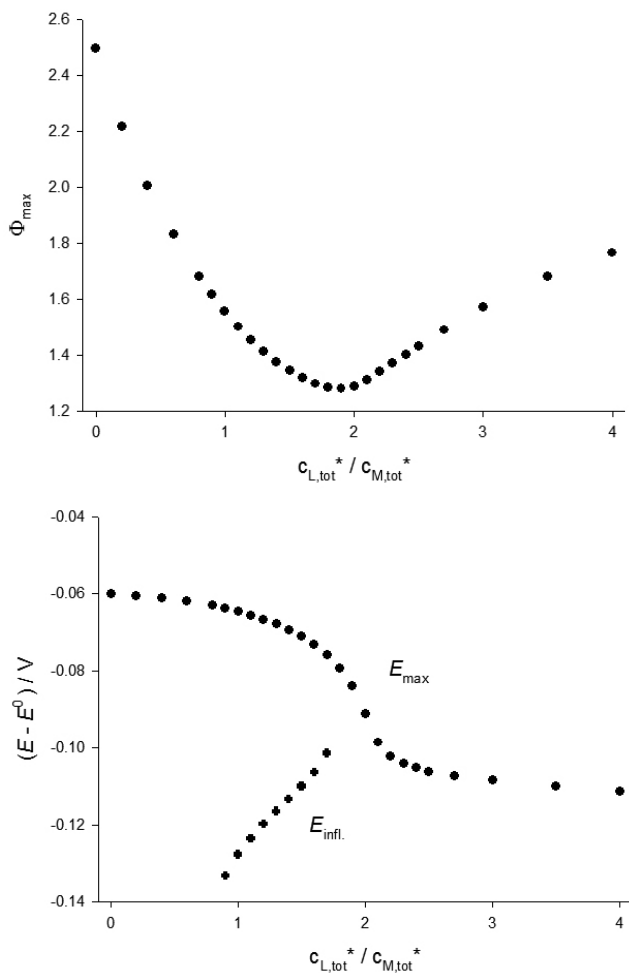 2.6
2.4
2.2
2.0
1.8
1.6
1.4
1.2
Φmax
0 1 2 3 4
cL,tot* / cM,tot*
-0.04
-0.06
-0.08
-0.10
-0.12
-0.14
(E - E0) / V
Emax
Einfl.
0 1 2 3 4
cL,tot* / cM,tot*